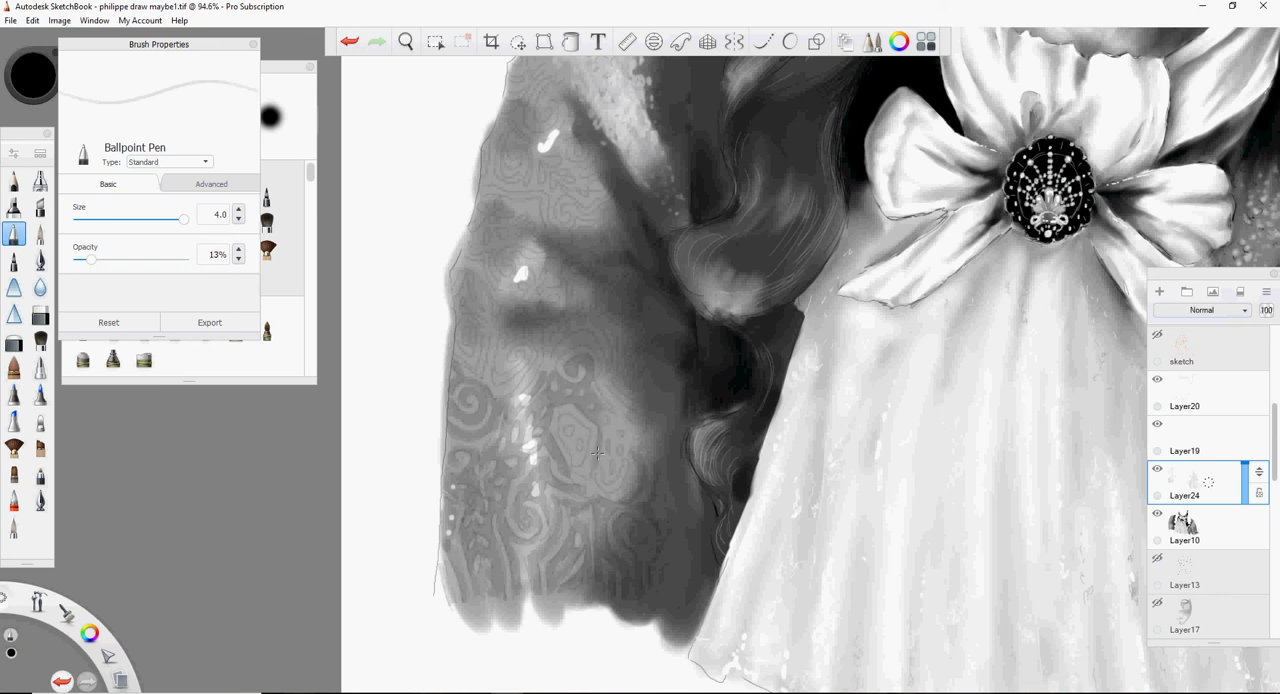 Autodesk SketchBook - philippe draw maybe1.tif @ 94.6% - Pro Subscription
File Edit Image Window My Account Help
Brush Properties
Ballpoint Pen
Type: Standard
Basic Advanced
Size
4.0
Opacity
13%
Reset Export
Normal 100
sketch
Layer20
Layer19
Layer24
Layer10
Layer13
Layer17